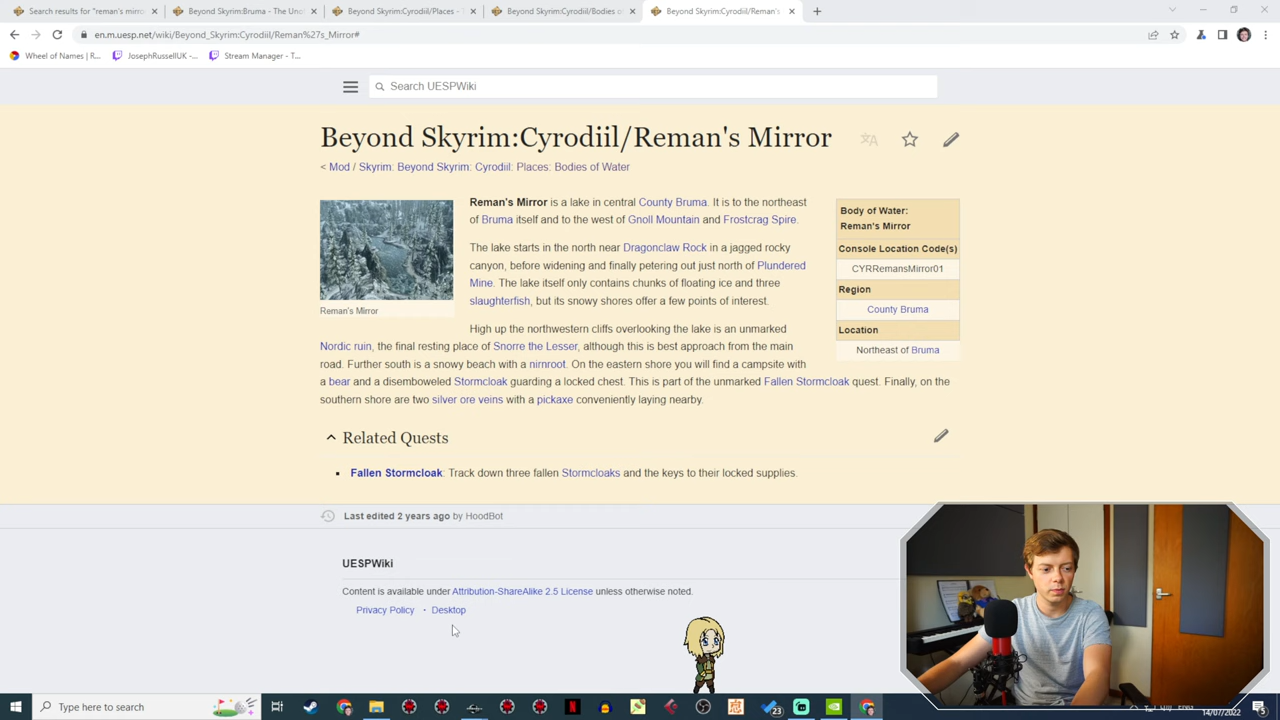 Search results for "reman's mirro
Beyond Skyrim:Bruma - The Uno
Beyond Skyrim:Cyrodiil/Places -
Beyond Skyrim:Cyrodiil/Bodies o
Beyond Skyrim:Cyrodiil/Reman's
en.m.uesp.net/wiki/Beyond_Skyrim:Cyrodiil/Reman%27s_Mirror#
Wheel of Names | R...
JosephRussellUK -...
Stream Manager - T...
Search UESPWiki
Beyond Skyrim:Cyrodiil/Reman's Mirror
< Mod / Skyrim: Beyond Skyrim: Cyrodiil: Places: Bodies of Water
Reman's Mirror
Reman's Mirror is a lake in central County Bruma. It is to the northeast
of Bruma itself and to the west of Gnoll Mountain and Frostcrag Spire.
The lake starts in the north near Dragonclaw Rock in a jagged rocky
canyon, before widening and finally petering out just north of Plundered
Mine. The lake itself only contains chunks of floating ice and three
slaughterfish, but its snowy shores offer a few points of interest.
High up the northwestern cliffs overlooking the lake is an unmarked
Nordic ruin, the final resting place of Snorre the Lesser, although this is best approach from the main
road. Further south is a snowy beach with a nirnroot. On the eastern shore you will find a campsite with
a bear and a disemboweled Stormcloak guarding a locked chest. This is part of the unmarked Fallen Stormcloak quest. Finally, on the
southern shore are two silver ore veins with a pickaxe conveniently laying nearby.
Body of Water:
Reman's Mirror
Console Location Code(s)
CYRRemansMirror01
Region
County Bruma
Location
Northeast of Bruma
Related Quests
Fallen Stormcloak: Track down three fallen Stormcloaks and the keys to their locked supplies.
Last edited 2 years ago by HoodBot
UESPWiki
Content is available under Attribution-ShareAlike 2.5 License unless otherwise noted.
Privacy Policy • Desktop
Type here to search
23
ENG
14/07/2022